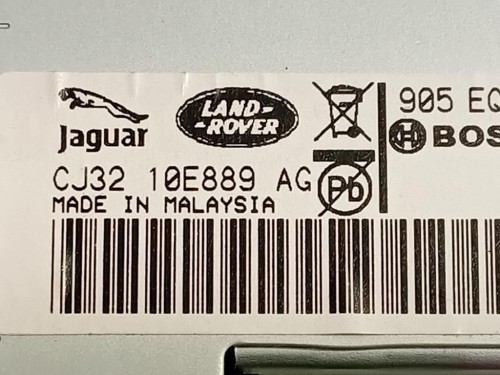 Jaguar
LAND-
-ROVER
905 EQ
BOS
CJ32 10E889 AG
Pb
MADE IN MALAYSIA